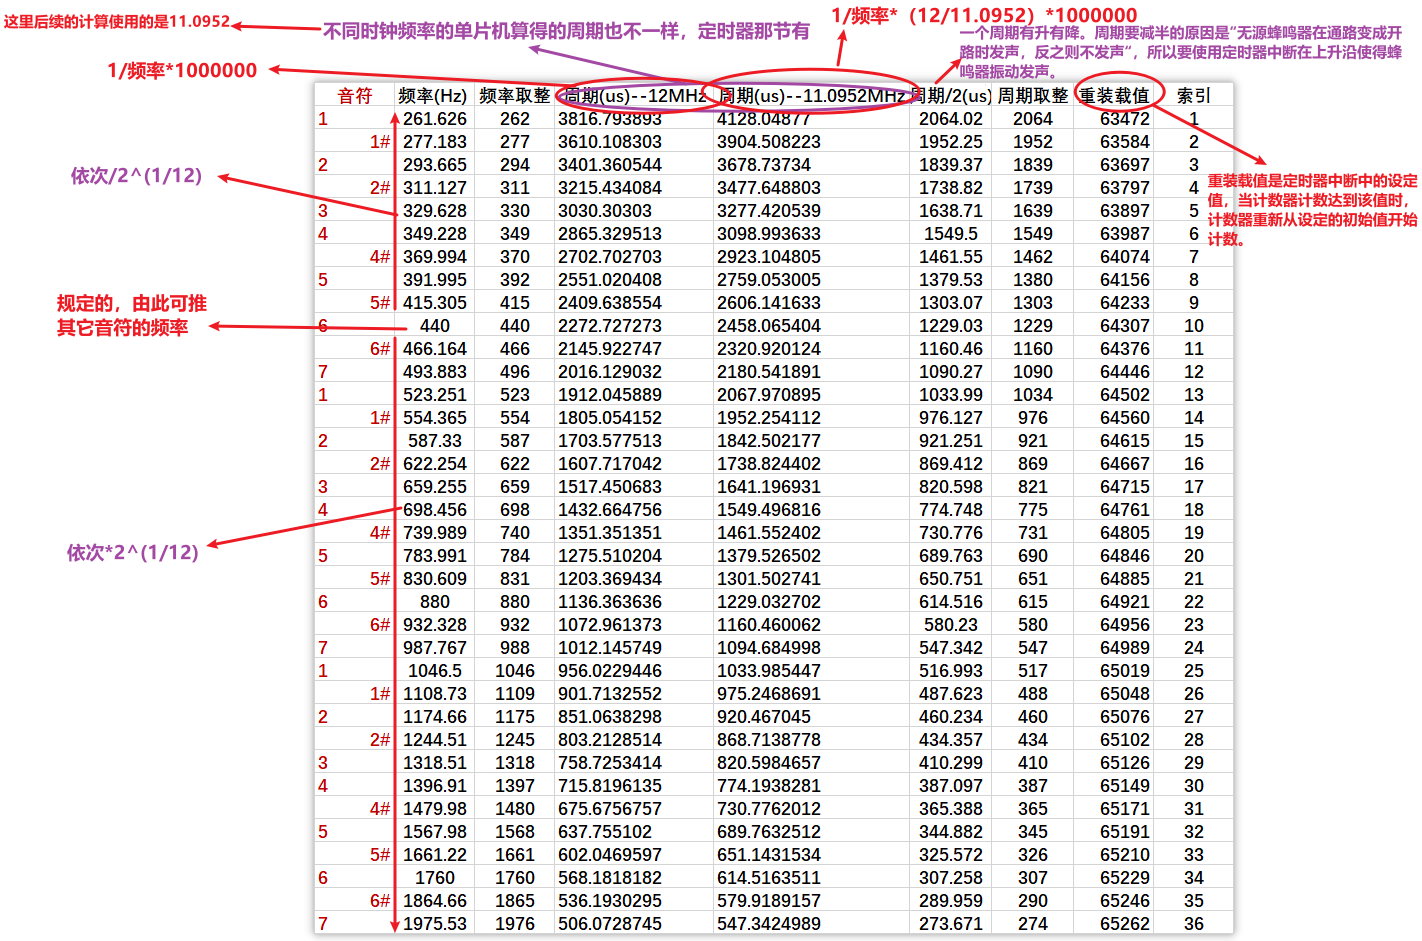 这里后续的计算使用的是11.0952
不同时钟频率的单片机算得的周期也不一样，定时器那节有
1/频率*（12/11.0952）*1000000
一个周期有升有降。周期要减半的原因是“无源蜂鸣器在通路变成开
路时发声，反之则不发声“，所以要使用定时器中断在上升沿使得蜂
鸣器振动发声。
1/频率*1000000
音符 频率(Hz) 频率取整 周期(us)--12MHz 周期(us)--11.0952MHz 周期/2(us) 周期取整 重装载值 索引
1 261.626 262 3816.793893 4128.04877 2064.02 2064 63472 1
1# 277.183 277 3610.108303 3904.508223 1952.25 1952 63584 2
2 293.665 294 3401.360544 3678.73734 1839.37 1839 63697 3
2# 311.127 311 3215.434084 3477.648803 1738.82 1739 63797 4
3 329.628 330 3030.30303 3277.420539 1638.71 1639 63897 5
4 349.228 349 2865.329513 3098.993633 1549.5 1549 63987 6
4# 369.994 370 2702.702703 2923.104805 1461.55 1462 64074 7
5 391.995 392 2551.020408 2759.053005 1379.53 1380 64156 8
5# 415.305 415 2409.638554 2606.141633 1303.07 1303 64233 9
6 440 440 2272.727273 2458.065404 1229.03 1229 64307 10
6# 466.164 466 2145.922747 2320.920124 1160.46 1160 64376 11
7 493.883 496 2016.129032 2180.541891 1090.27 1090 64446 12
1 523.251 523 1912.045889 2067.970895 1033.99 1034 64502 13
1# 554.365 554 1805.054152 1952.254112 976.127 976 64560 14
2 587.33 587 1703.577513 1842.502177 921.251 921 64615 15
2# 622.254 622 1607.717042 1738.824402 869.412 869 64667 16
3 659.255 659 1517.450683 1641.196931 820.598 821 64715 17
4 698.456 698 1432.664756 1549.496816 774.748 775 64761 18
4# 739.989 740 1351.351351 1461.552402 730.776 731 64805 19
5 783.991 784 1275.510204 1379.526502 689.763 690 64846 20
5# 830.609 831 1203.369434 1301.502741 650.751 651 64885 21
6 880 880 1136.363636 1229.032702 614.516 615 64921 22
6# 932.328 932 1072.961373 1160.460062 580.23 580 64956 23
7 987.767 988 1012.145749 1094.684998 547.342 547 64989 24
1 1046.5 1046 956.0229446 1033.985447 516.993 517 65019 25
1# 1108.73 1109 901.7132552 975.2468691 487.623 488 65048 26
2 1174.66 1175 851.0638298 920.467045 460.234 460 65076 27
2# 1244.51 1245 803.2128514 868.7138778 434.357 434 65102 28
3 1318.51 1318 758.7253414 820.5984657 410.299 410 65126 29
4 1396.91 1397 715.8196135 774.1938281 387.097 387 65149 30
4# 1479.98 1480 675.6756757 730.7762012 365.388 365 65171 31
5 1567.98 1568 637.755102 689.7632512 344.882 345 65191 32
5# 1661.22 1661 602.0469597 651.1431534 325.572 326 65210 33
6 1760 1760 568.1818182 614.5163511 307.258 307 65229 34
6# 1864.66 1865 536.1930295 579.9189157 289.959 290 65246 35
7 1975.53 1976 506.0728745 547.3424989 273.671 274 65262 36
依次/2^(1/12)
规定的，由此可推
其它音符的频率
依次*2^(1/12)
重装载值是定时器中断中的设定
值，当计数器计数达到该值时，
计数器重新从设定的初始值开始
计数。